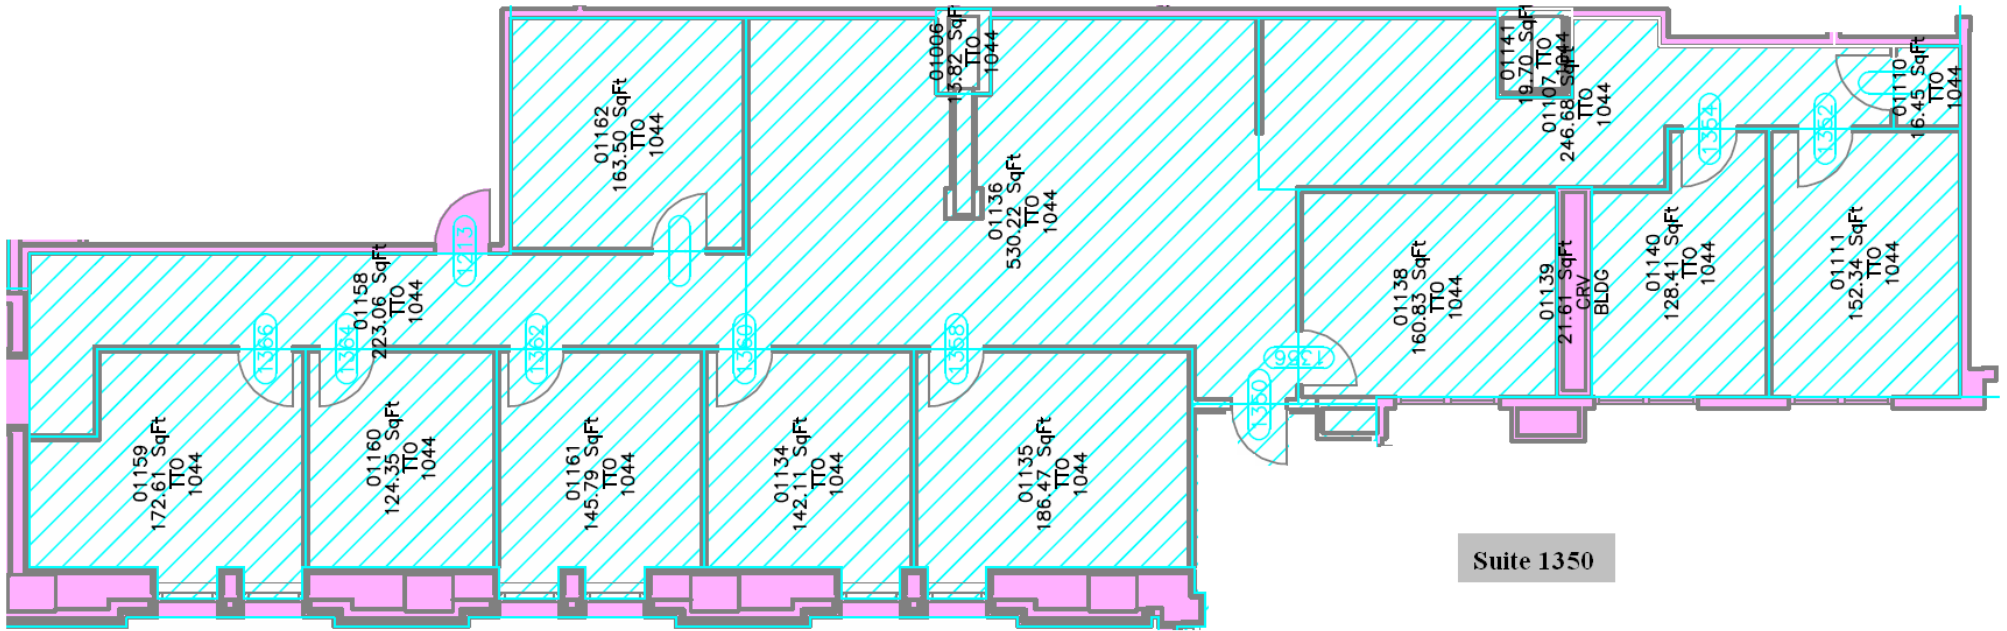 01162
163.50 SqFt
TTO
1044
01006
13.82 SqFt
TTO
1044
01136
530.22 SqFt
TTO
1044
01141
19.70 SqFt
TTO
1044
01107
246.68 SqFt
TTO
1044
01110
16.45 SqFt
TTO
1044
1354
1352
1213
01158
223.06 SqFt
TTO
1044
01138
160.83 SqFt
TTO
1044
01139
21.61 SqFt
CRV
BLDG
01140
128.41 SqFt
TTO
1044
01111
152.34 SqFt
TTO
1044
1366
1364
1362
1360
1358
1356
1350
01159
172.61 SqFt
TTO
1044
01160
124.35 SqFt
TTO
1044
01161
145.79 SqFt
TTO
1044
01134
142.11 SqFt
TTO
1044
01135
186.47 SqFt
TTO
1044
Suite 1350